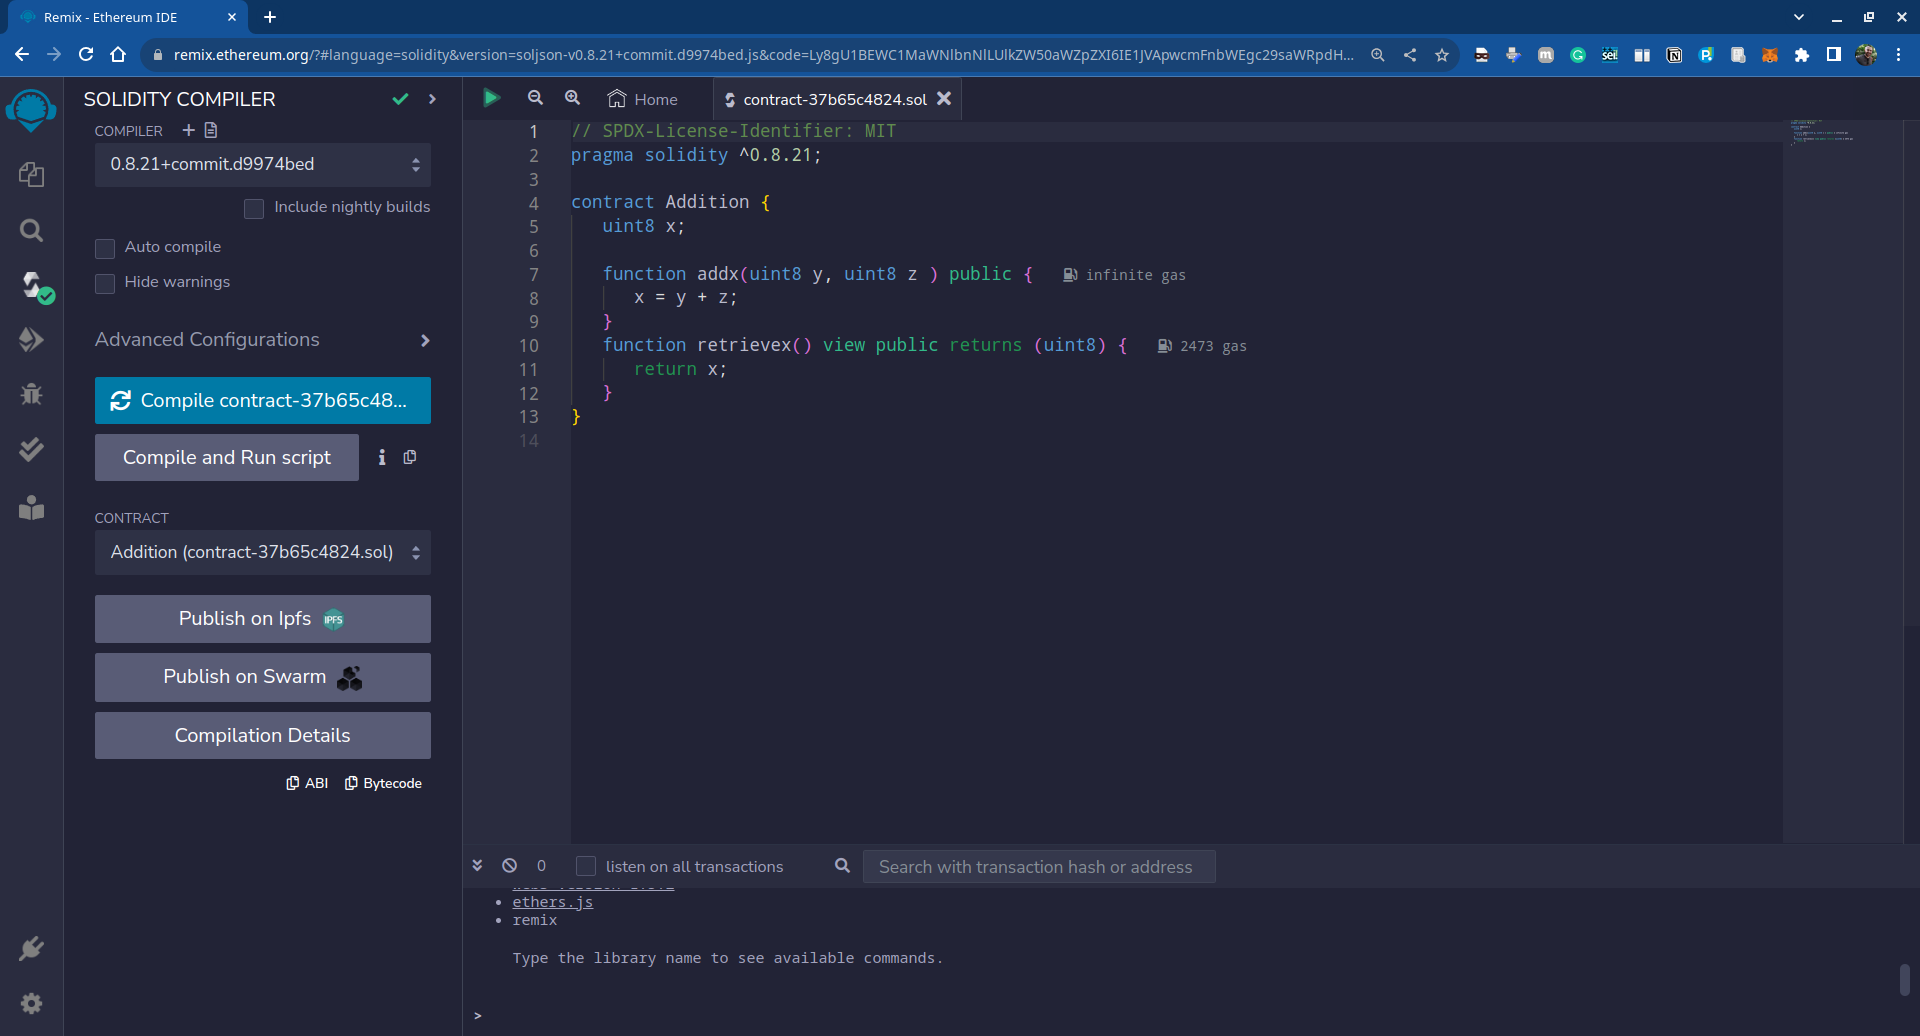 Remix - Ethereum IDE
remix.ethereum.org/?#language=solidity&version=soljson-v0.8.21+commit.d9974bed.js&code=Ly8gU1BEWC1MaWNlbnNlLUlkZW50aWZpZXI6IE1JVApwcmFnbWEgc29saWRpdH...
SOLIDITY COMPILER
COMPILER
0.8.21+commit.d9974bed
Include nightly builds
Auto compile
Hide warnings
Advanced Configurations
Compile contract-37b65c48...
Compile and Run script
CONTRACT
Addition (contract-37b65c4824.sol)
Publish on Ipfs IPFS
Publish on Swarm
Compilation Details
ABI Bytecode
Home contract-37b65c4824.sol
1 // SPDX-License-Identifier: MIT
2 pragma solidity ^0.8.21;
3
4 contract Addition {
5 uint8 x;
6
7 function addx(uint8 y, uint8 z ) public { infinite gas
8 x = y + z;
9 }
10 function retrievex() view public returns (uint8) { 2473 gas
11 return x;
12 }
13 }
14
0 listen on all transactions Search with transaction hash or address
• ethers.js
• remix
Type the library name to see available commands.
>